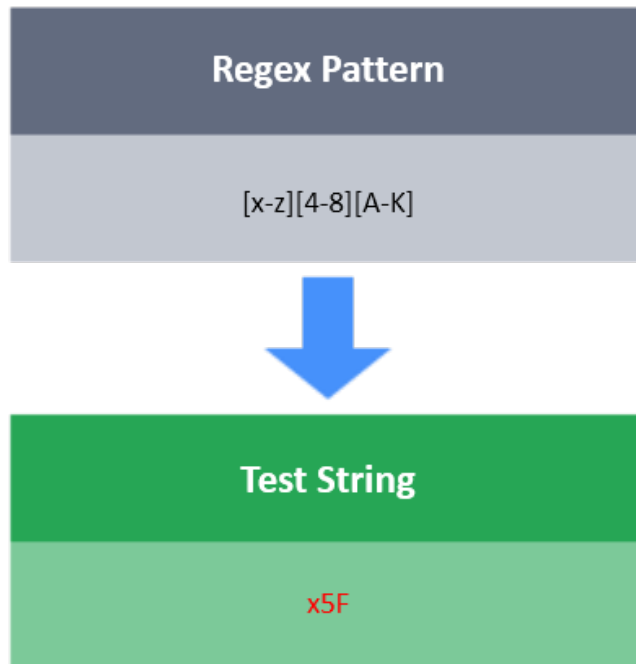 Regex Pattern
[x-z][4-8][A-K]
Test String
x5F